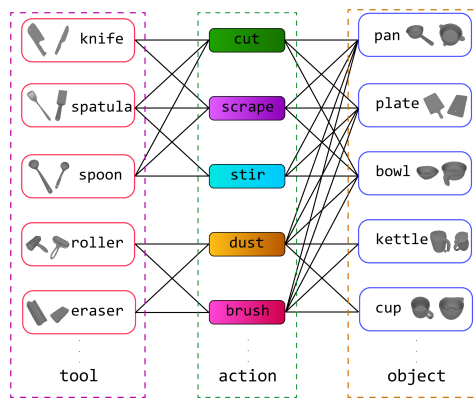 knife cut pan
spatula scrape plate
spoon stir bowl
roller dust kettle
eraser brush cup
tool action object